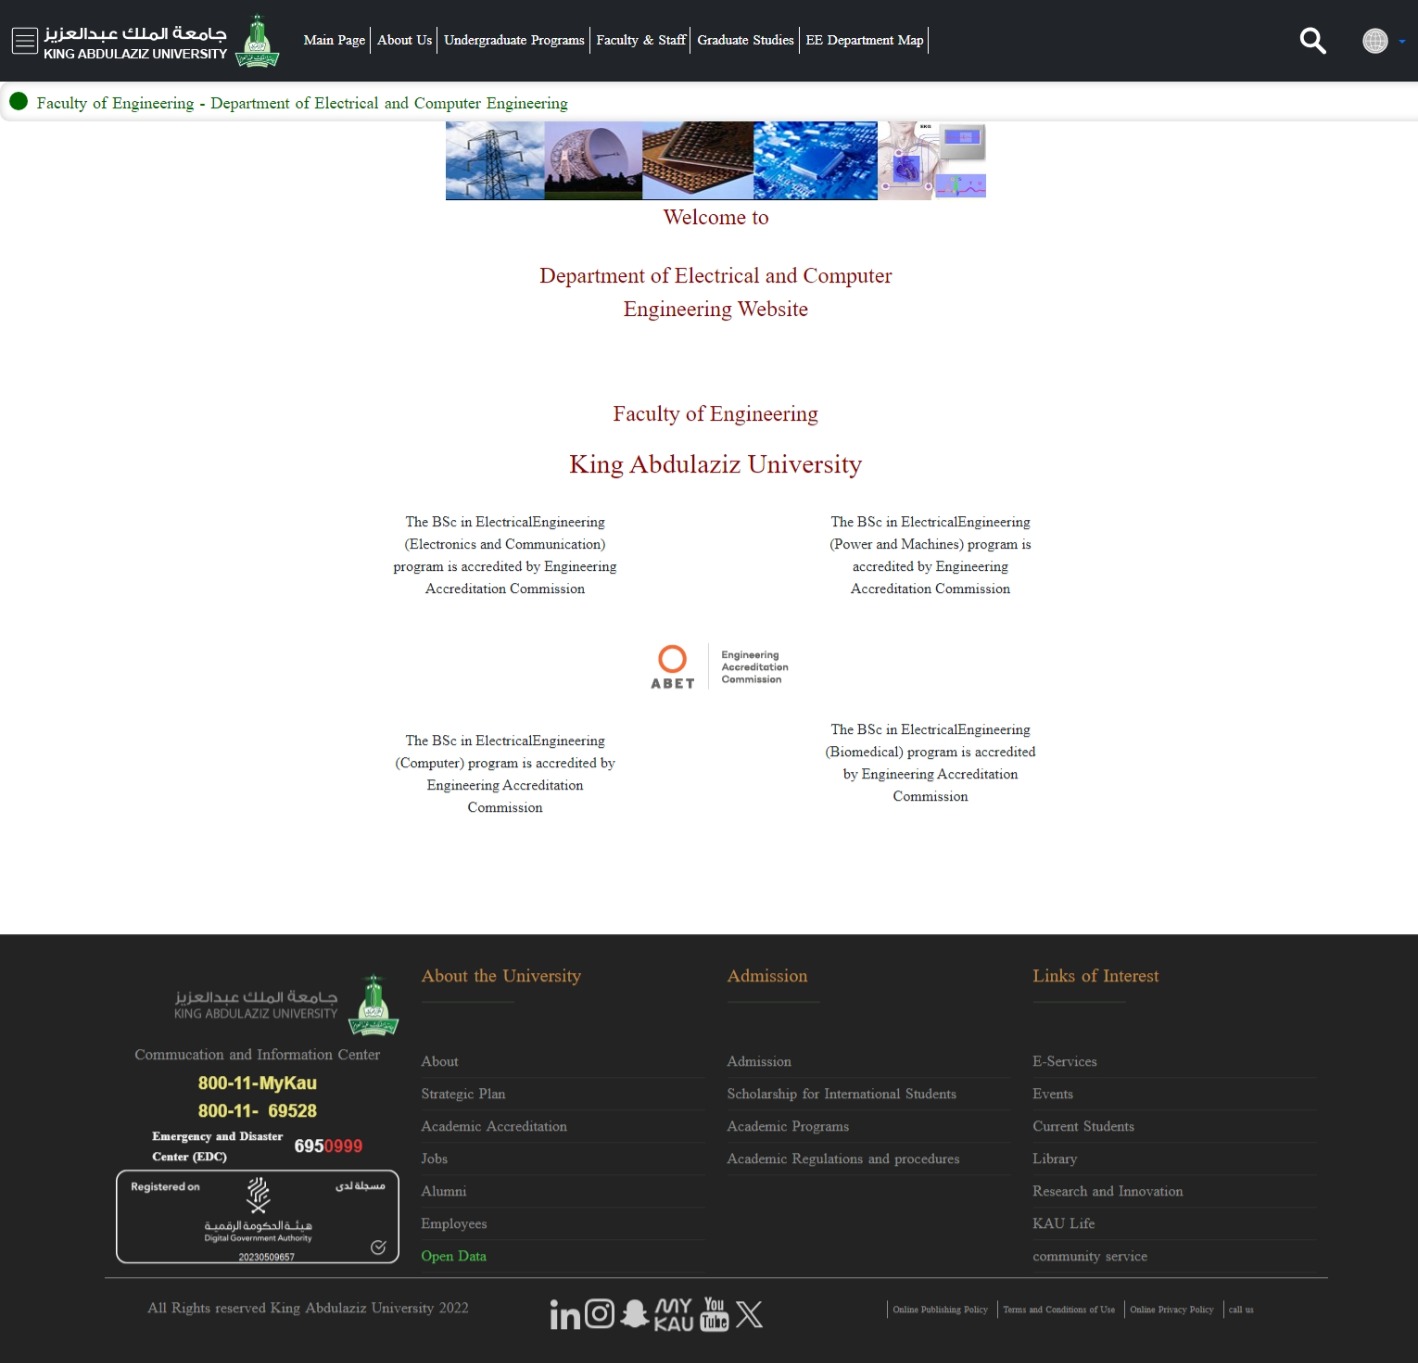 جامعة الملك عبدالعزيز
KING ABDULAZIZ UNIVERSITY
Main Page
About Us
Undergraduate Programs
Faculty & Staff
Graduate Studies
EE Department Map
Faculty of Engineering - Department of Electrical and Computer Engineering
Welcome to
Department of Electrical and Computer
Engineering Website
Faculty of Engineering
King Abdulaziz University
The BSc in ElectricalEngineering
(Electronics and Communication)
program is accredited by Engineering
Accreditation Commission
The BSc in ElectricalEngineering
(Power and Machines) program is
accredited by Engineering
Accreditation Commission
ABET
Engineering
Accreditation
Commission
The BSc in ElectricalEngineering
(Computer) program is accredited by
Engineering Accreditation
Commission
The BSc in ElectricalEngineering
(Biomedical) program is accredited
by Engineering Accreditation
Commission
جامعة الملك عبدالعزيز
KING ABDULAZIZ UNIVERSITY
Commucation and Information Center
800-11-MyKau
800-11- 69528
Emergency and Disaster
Center (EDC)
6950999
Registered on
مسجلة لدى
هيئة الحكومة الرقمية
Digital Government Authority
20230509657
About the University
About
Strategic Plan
Academic Accreditation
Jobs
Alumni
Employees
Open Data
Admission
Admission
Scholarship for International Students
Academic Programs
Academic Regulations and procedures
Links of Interest
E-Services
Events
Current Students
Library
Research and Innovation
KAU Life
community service
All Rights reserved King Abdulaziz University 2022
in
MY
KAU
You
Tube
X
Online Publishing Policy
Terms and Conditions of Use
Online Privacy Policy
call us